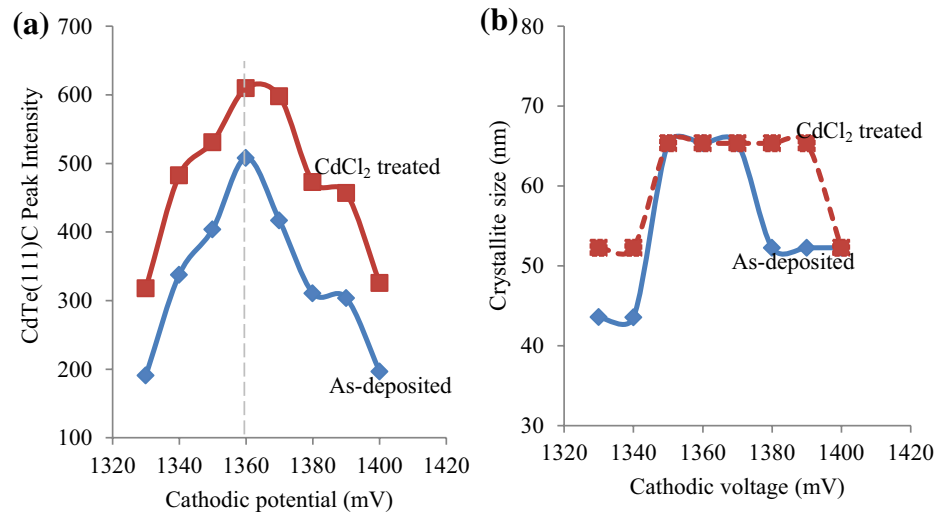 (a)
700
600
500
400
300
200
100
CdTe(111)C Peak Intensity
CdCl2 treated
As-deposited
1320 1340 1360 1380 1400 1420
Cathodic potential (mV)
(b)
80
70
60
50
40
30
Crystallite size (nm)
CdCl2 treated
As-deposited
1320 1340 1360 1380 1400 1420
Cathodic voltage (mV)